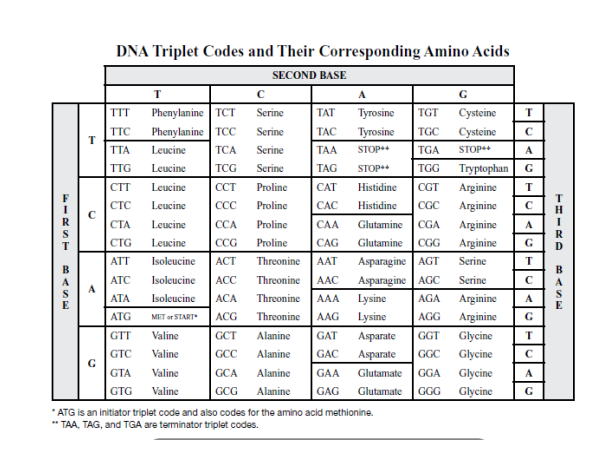 DNA Triplet Codes and Their Corresponding Amino Acids
SECOND BASE
T C A G
TTT Phenylanine TCT Serine TAT Tyrosine TGT Cysteine T
TTC Phenylanine TCC Serine TAC Tyrosine TGC Cysteine C
T
TTA Leucine TCA Serine TAA STOP** TGA STOP** A
TTG Leucine TCG Serine TAG STOP** TGG Tryptophan G
CTT Leucine CCT Proline CAT Histidine CGT Arginine T
CTC Leucine CCC Proline CAC Histidine CGC Arginine C
C
CTA Leucine CCA Proline CAA Glutamine CGA Arginine A
CTG Leucine CCG Proline CAG Glutamine CGG Arginine G
FIRST BASE
THIRD BASE
ATT Isoleucine ACT Threonine AAT Asparagine AGT Serine T
ATC Isoleucine ACC Threonine AAC Asparagine AGC Serine C
A
ATA Isoleucine ACA Threonine AAA Lysine AGA Arginine A
ATG MET or START* ACG Threonine AAG Lysine AGG Arginine G
GTT Valine GCT Alanine GAT Asparate GGT Glycine T
GTC Valine GCC Alanine GAC Asparate GGC Glycine C
G
GTA Valine GCA Alanine GAA Glutamate GGA Glycine A
GTG Valine GCG Alanine GAG Glutamate GGG Glycine G
* ATG is an initiator triplet code and also codes for the amino acid methionine.
** TAA, TAG, and TGA are terminator triplet codes.